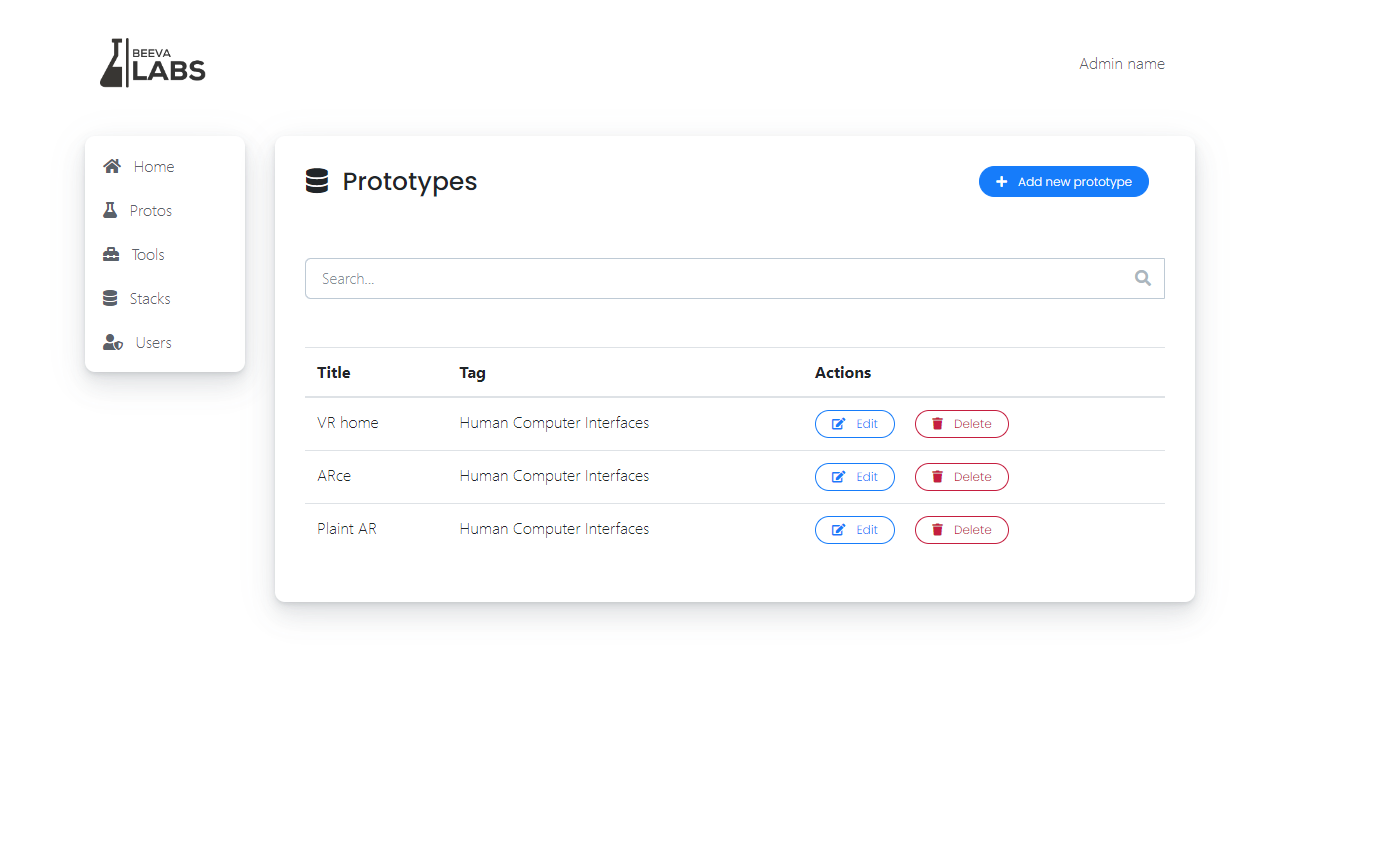 BEEVA
LABS
Admin name
Home
Protos
Tools
Stacks
Users
Prototypes
Add new prototype
Search...
Title Tag Actions
VR home Human Computer Interfaces Edit Delete
ARce Human Computer Interfaces Edit Delete
Plaint AR Human Computer Interfaces Edit Delete